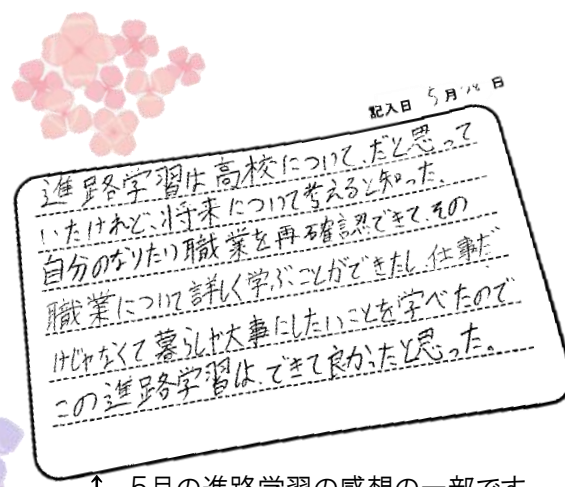 記入日 5月18日
進路学習は高校について、だと思って
いたけれど、将来について考えると知った。
自分のなりたい職業を再確認できて、その
職業について詳しく学ぶことができたし、仕事だ
けじゃなくて暮らしや大事にしたいことを学べたので
この進路学習は、できて良かったと思った。
↑ 5月の進路学習の感想の一部です